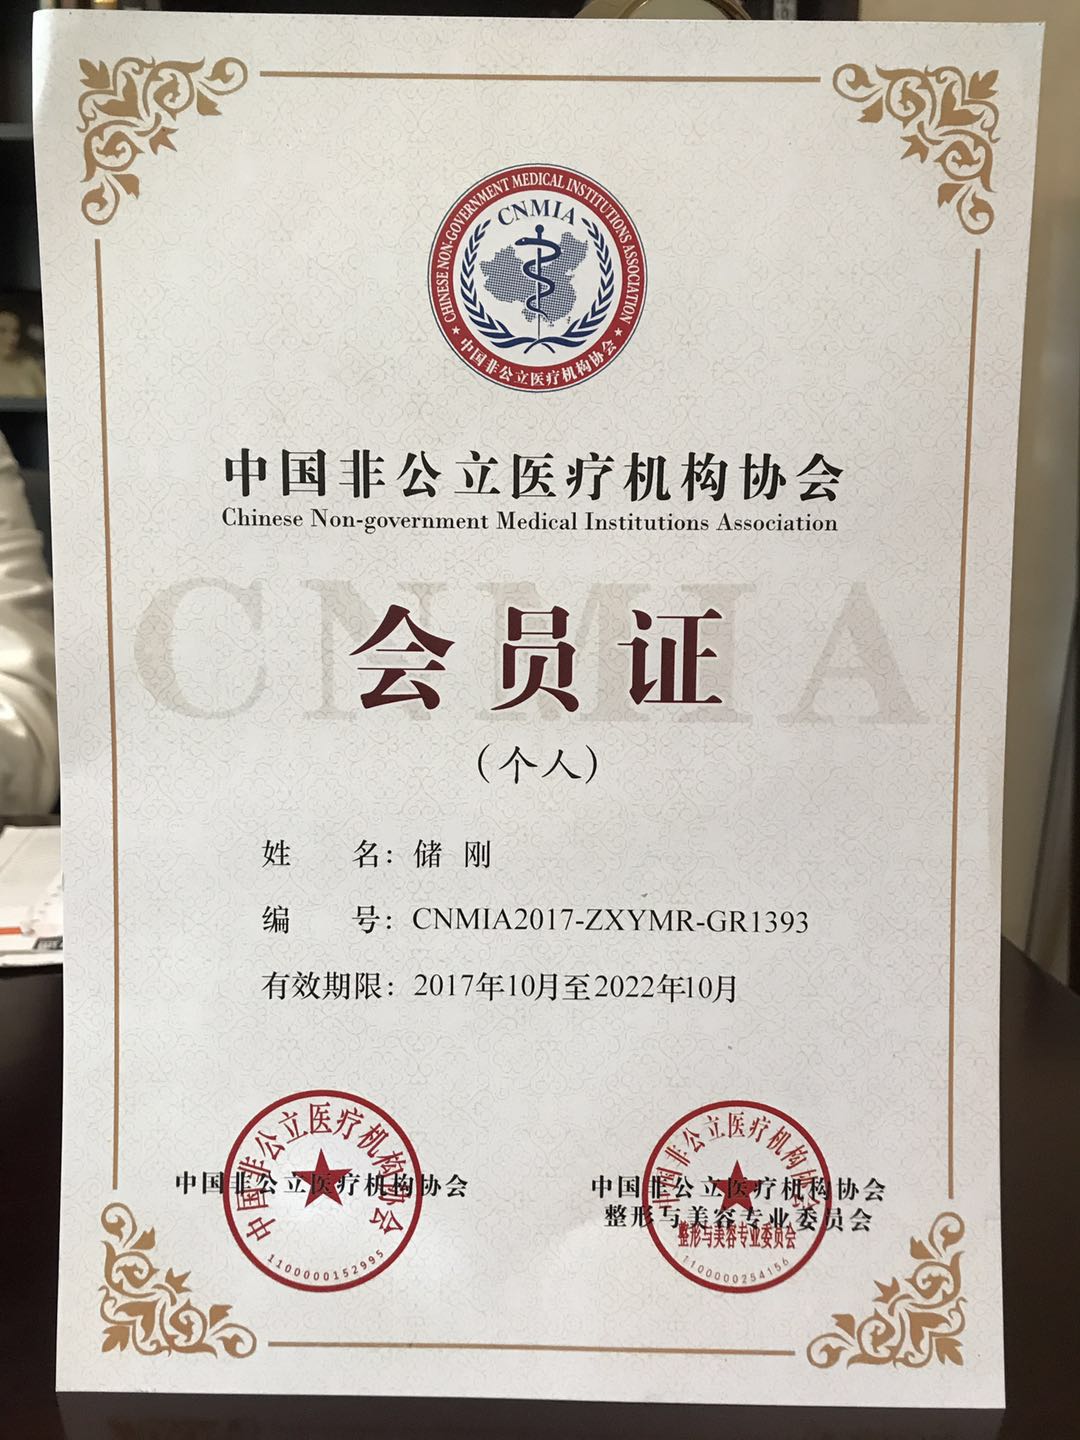 CHINESE NON-GOVERNMENT MEDICAL INSTITUTIONS ASSOCIATION
CNMIA
中国非公立医疗机构协会
中国非公立医疗机构协会
Chinese Non-government Medical Institutions Association
CNMIA
会员证
(个人)
姓 名：储 刚
编 号：CNMIA2017-ZXYMR-GR1393
有效期限：2017年10月至2022年10月
中国非公立医疗机构协会
中国非公立医疗机构协会
1100000152995
中国非公立医疗机构协会
整形与美容专业委员会
中国非公立医疗机构协会
整形与美容专业委员会
1100000254156